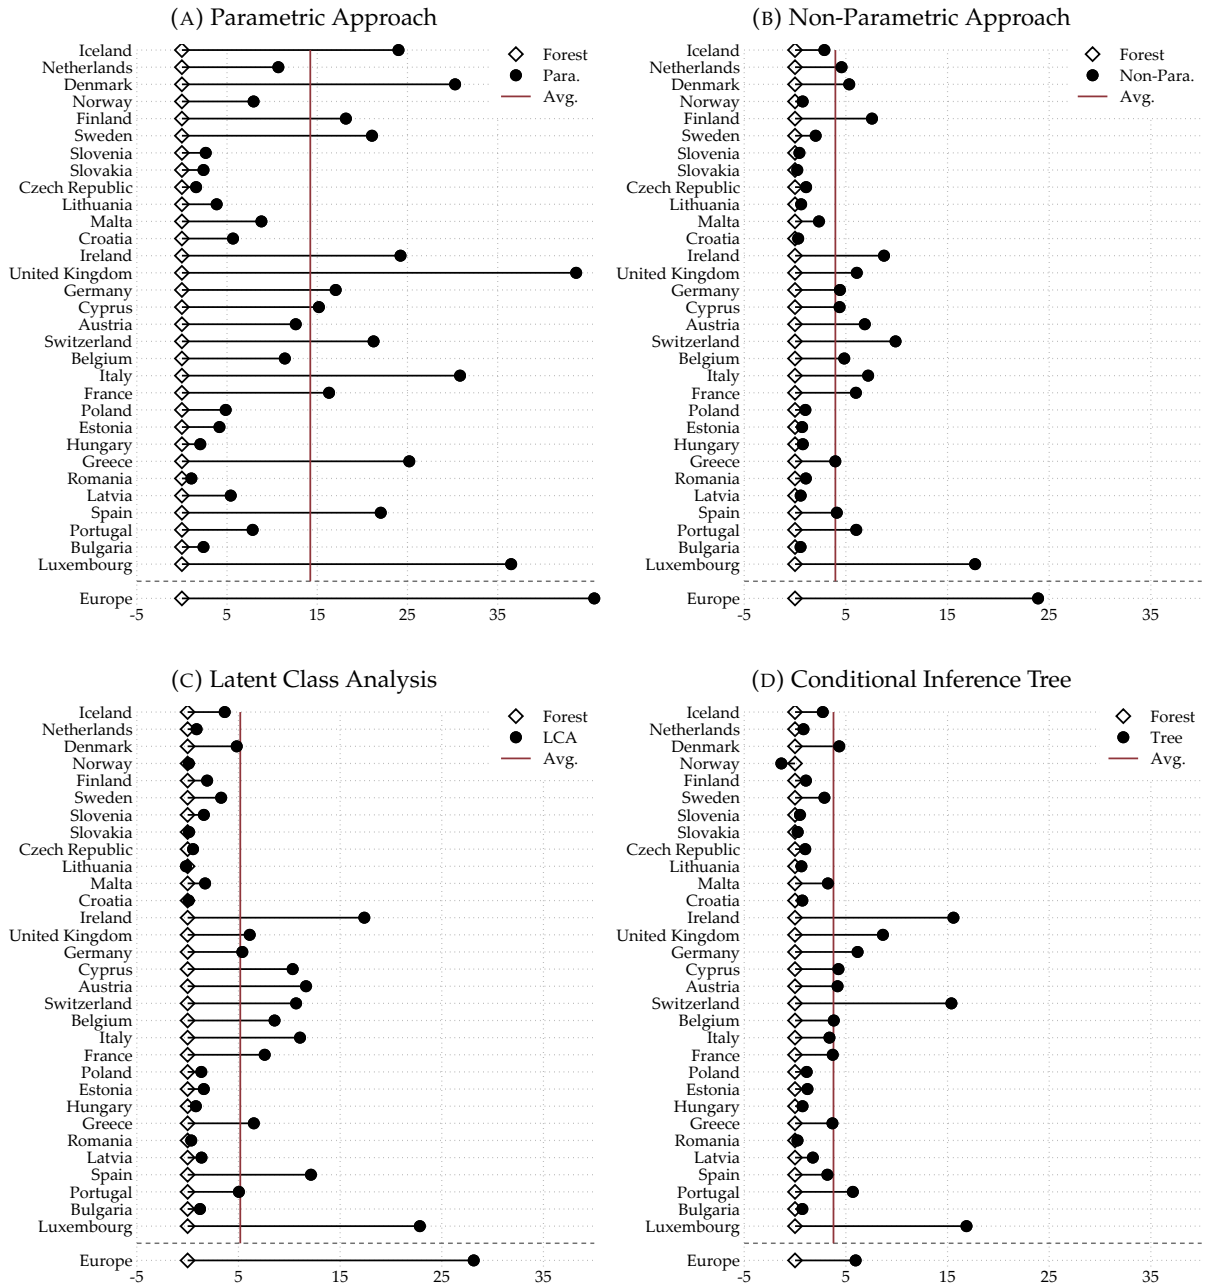 (A) Parametric Approach
Iceland
Netherlands
Denmark
Norway
Finland
Sweden
Slovenia
Slovakia
Czech Republic
Lithuania
Malta
Croatia
Ireland
United Kingdom
Germany
Cyprus
Austria
Switzerland
Belgium
Italy
France
Poland
Estonia
Hungary
Greece
Romania
Latvia
Spain
Portugal
Bulgaria
Luxembourg
Europe
-5 5 15 25 35
Forest
Para.
Avg.
(B) Non-Parametric Approach
Iceland
Netherlands
Denmark
Norway
Finland
Sweden
Slovenia
Slovakia
Czech Republic
Lithuania
Malta
Croatia
Ireland
United Kingdom
Germany
Cyprus
Austria
Switzerland
Belgium
Italy
France
Poland
Estonia
Hungary
Greece
Romania
Latvia
Spain
Portugal
Bulgaria
Luxembourg
Europe
-5 5 15 25 35
Forest
Non-Para.
Avg.
(C) Latent Class Analysis
Iceland
Netherlands
Denmark
Norway
Finland
Sweden
Slovenia
Slovakia
Czech Republic
Lithuania
Malta
Croatia
Ireland
United Kingdom
Germany
Cyprus
Austria
Switzerland
Belgium
Italy
France
Poland
Estonia
Hungary
Greece
Romania
Latvia
Spain
Portugal
Bulgaria
Luxembourg
Europe
-5 5 15 25 35
Forest
LCA
Avg.
(D) Conditional Inference Tree
Iceland
Netherlands
Denmark
Norway
Finland
Sweden
Slovenia
Slovakia
Czech Republic
Lithuania
Malta
Croatia
Ireland
United Kingdom
Germany
Cyprus
Austria
Switzerland
Belgium
Italy
France
Poland
Estonia
Hungary
Greece
Romania
Latvia
Spain
Portugal
Bulgaria
Luxembourg
Europe
-5 5 15 25 35
Forest
Tree
Avg.